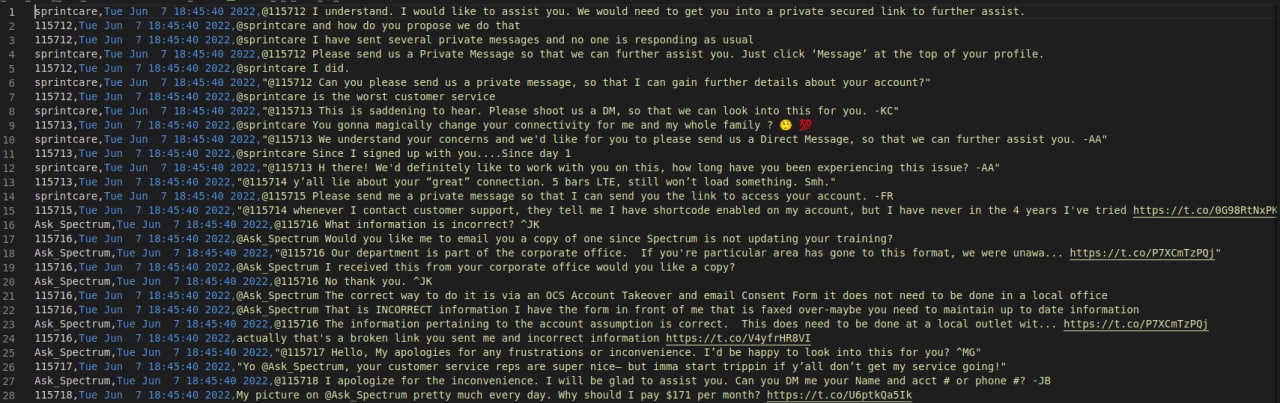 1 sprintcare,Tue Jun  7 18:45:40 2022,@115712 I understand. I would like to assist you. We would need to get you into a private secured link to further assist.
2 115712,Tue Jun  7 18:45:40 2022,@sprintcare and how do you propose we do that
3 115712,Tue Jun  7 18:45:40 2022,@sprintcare I have sent several private messages and no one is responding as usual
4 sprintcare,Tue Jun  7 18:45:40 2022,@115712 Please send us a Private Message so that we can further assist you. Just click ‘Message’ at the top of your profile.
5 115712,Tue Jun  7 18:45:40 2022,@sprintcare I did.
6 sprintcare,Tue Jun  7 18:45:40 2022,"@115712 Can you please send us a private message, so that I can gain further details about your account?"
7 115712,Tue Jun  7 18:45:40 2022,@sprintcare is the worst customer service
8 sprintcare,Tue Jun  7 18:45:40 2022,"@115713 This is saddening to hear. Please shoot us a DM, so that we can look into this for you. -KC"
9 115713,Tue Jun  7 18:45:40 2022,@sprintcare You gonna magically change your connectivity for me and my whole family ? 🤥 💯
10 sprintcare,Tue Jun  7 18:45:40 2022,"@115713 We understand your concerns and we'd like for you to please send us a Direct Message, so that we can further assist you. -AA"
11 115713,Tue Jun  7 18:45:40 2022,@sprintcare Since I signed up with you....Since day 1
12 sprintcare,Tue Jun  7 18:45:40 2022,"@115713 H there! We'd definitely like to work with you on this, how long have you been experiencing this issue? -AA"
13 115713,Tue Jun  7 18:45:40 2022,"@115714 y’all lie about your “great” connection. 5 bars LTE, still won’t load something. Smh."
14 sprintcare,Tue Jun  7 18:45:40 2022,@115715 Please send me a private message so that I can send you the link to access your account. -FR
15 115715,Tue Jun  7 18:45:40 2022,"@115714 whenever I contact customer support, they tell me I have shortcode enabled on my account, but I have never in the 4 years I've tried https://t.co/0G98RtNxPK
16 Ask_Spectrum,Tue Jun  7 18:45:40 2022,@115716 What information is incorrect? ^JK
17 115716,Tue Jun  7 18:45:40 2022,@Ask_Spectrum Would you like me to email you a copy of one since Spectrum is not updating your training?
18 Ask_Spectrum,Tue Jun  7 18:45:40 2022,"@115716 Our department is part of the corporate office.  If you're particular area has gone to this format, we were unawa... https://t.co/P7XCmTzPQj"
19 115716,Tue Jun  7 18:45:40 2022,@Ask_Spectrum I received this from your corporate office would you like a copy?
20 Ask_Spectrum,Tue Jun  7 18:45:40 2022,@115716 No thank you. ^JK
21 115716,Tue Jun  7 18:45:40 2022,@Ask_Spectrum The correct way to do it is via an OCS Account Takeover and email Consent Form it does not need to be done in a local office
22 115716,Tue Jun  7 18:45:40 2022,@Ask_Spectrum That is INCORRECT information I have the form in front of me that is faxed over-maybe you need to maintain up to date information
23 Ask_Spectrum,Tue Jun  7 18:45:40 2022,@115716 The information pertaining to the account assumption is correct.  This does need to be done at a local outlet wit... https://t.co/P7XCmTzPQj
24 115716,Tue Jun  7 18:45:40 2022,actually that's a broken link you sent me and incorrect information https://t.co/V4yfrHR8VI
25 Ask_Spectrum,Tue Jun  7 18:45:40 2022,"@115717 Hello, My apologies for any frustrations or inconvenience. I’d be happy to look into this for you? ^MG"
26 115717,Tue Jun  7 18:45:40 2022,"Yo @Ask_Spectrum, your customer service reps are super nice— but imma start trippin if y’all don’t get my service going!"
27 Ask_Spectrum,Tue Jun  7 18:45:40 2022,@115718 I apologize for the inconvenience. I will be glad to assist you. Can you DM me your Name and acct # or phone #? -JB
28 115718,Tue Jun  7 18:45:40 2022,My picture on @Ask_Spectrum pretty much every day. Why should I pay $171 per month? https://t.co/U6ptkQa5Ik